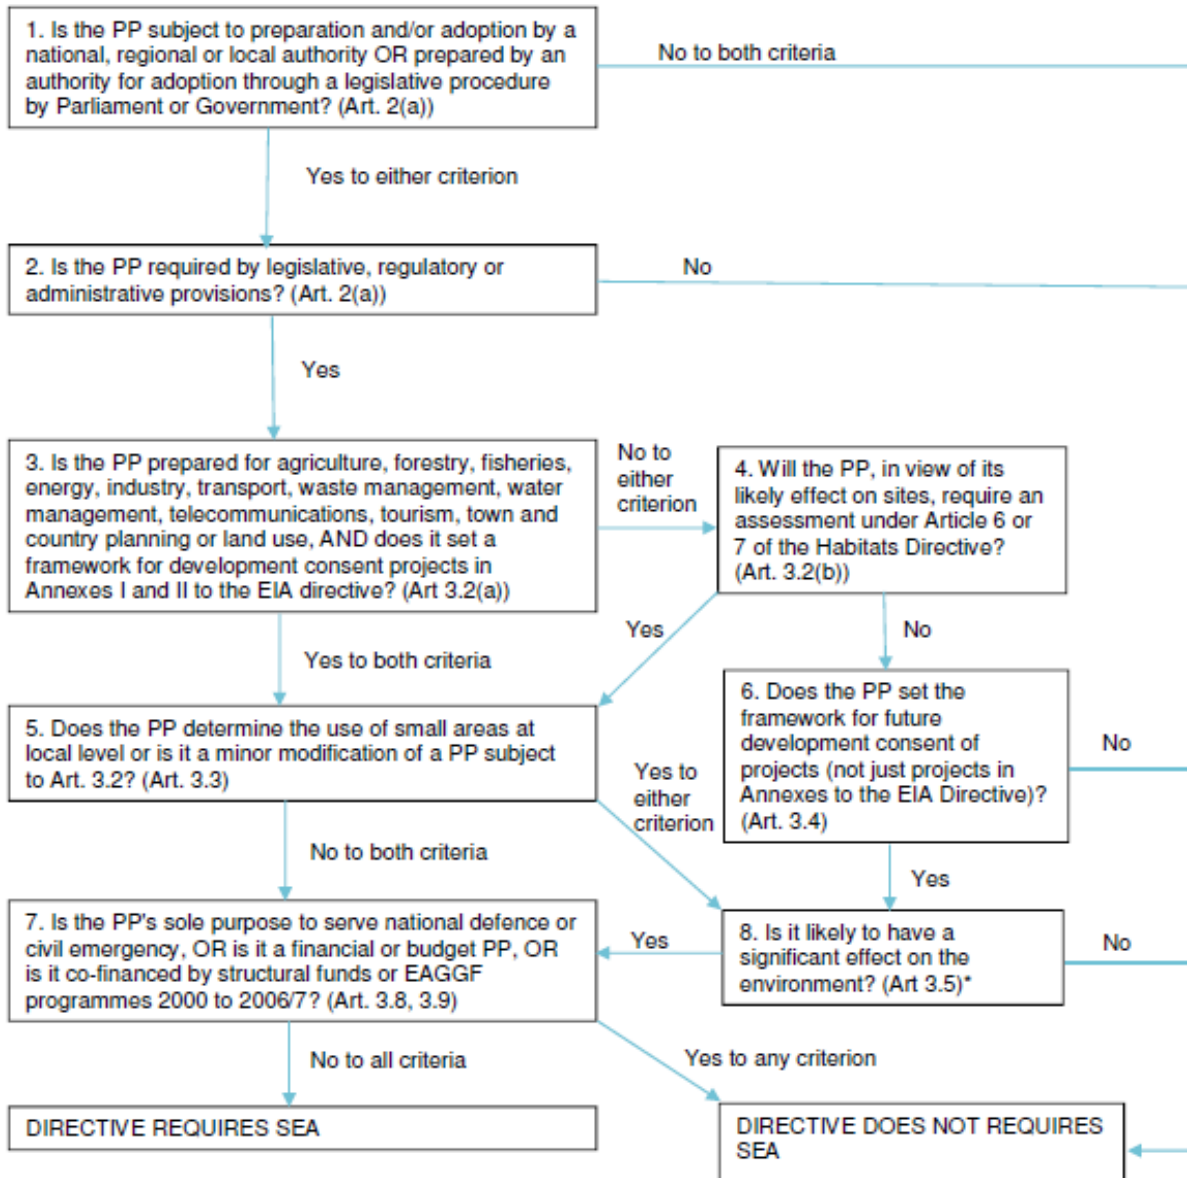 1. Is the PP subject to preparation and/or adoption by a
national, regional or local authority OR prepared by an
authority for adoption through a legislative procedure
by Parliament or Government? (Art. 2(a))
No to both criteria
Yes to either criterion
2. Is the PP required by legislative, regulatory or
administrative provisions? (Art. 2(a))
No
Yes
3. Is the PP prepared for agriculture, forestry, fisheries,
energy, industry, transport, waste management, water
management, telecommunications, tourism, town and
country planning or land use, AND does it set a
framework for development consent projects in
Annexes I and II to the EIA directive? (Art 3.2(a))
No to
either
criterion
4. Will the PP, in view of its
likely effect on sites, require an
assessment under Article 6 or
7 of the Habitats Directive?
(Art. 3.2(b))
Yes
No
Yes to both criteria
5. Does the PP determine the use of small areas at
local level or is it a minor modification of a PP subject
to Art. 3.2? (Art. 3.3)
6. Does the PP set the
framework for future
development consent of
projects (not just projects in
Annexes to the EIA Directive)?
(Art. 3.4)
No
Yes to
either
criterion
No to both criteria
Yes
7. Is the PP's sole purpose to serve national defence or
civil emergency, OR is it a financial or budget PP, OR
is it co-financed by structural funds or EAGGF
programmes 2000 to 2006/7? (Art. 3.8, 3.9)
Yes
8. Is it likely to have a
significant effect on the
environment? (Art 3.5)*
No
No to all criteria
Yes to any criterion
DIRECTIVE REQUIRES SEA
DIRECTIVE DOES NOT REQUIRES
SEA